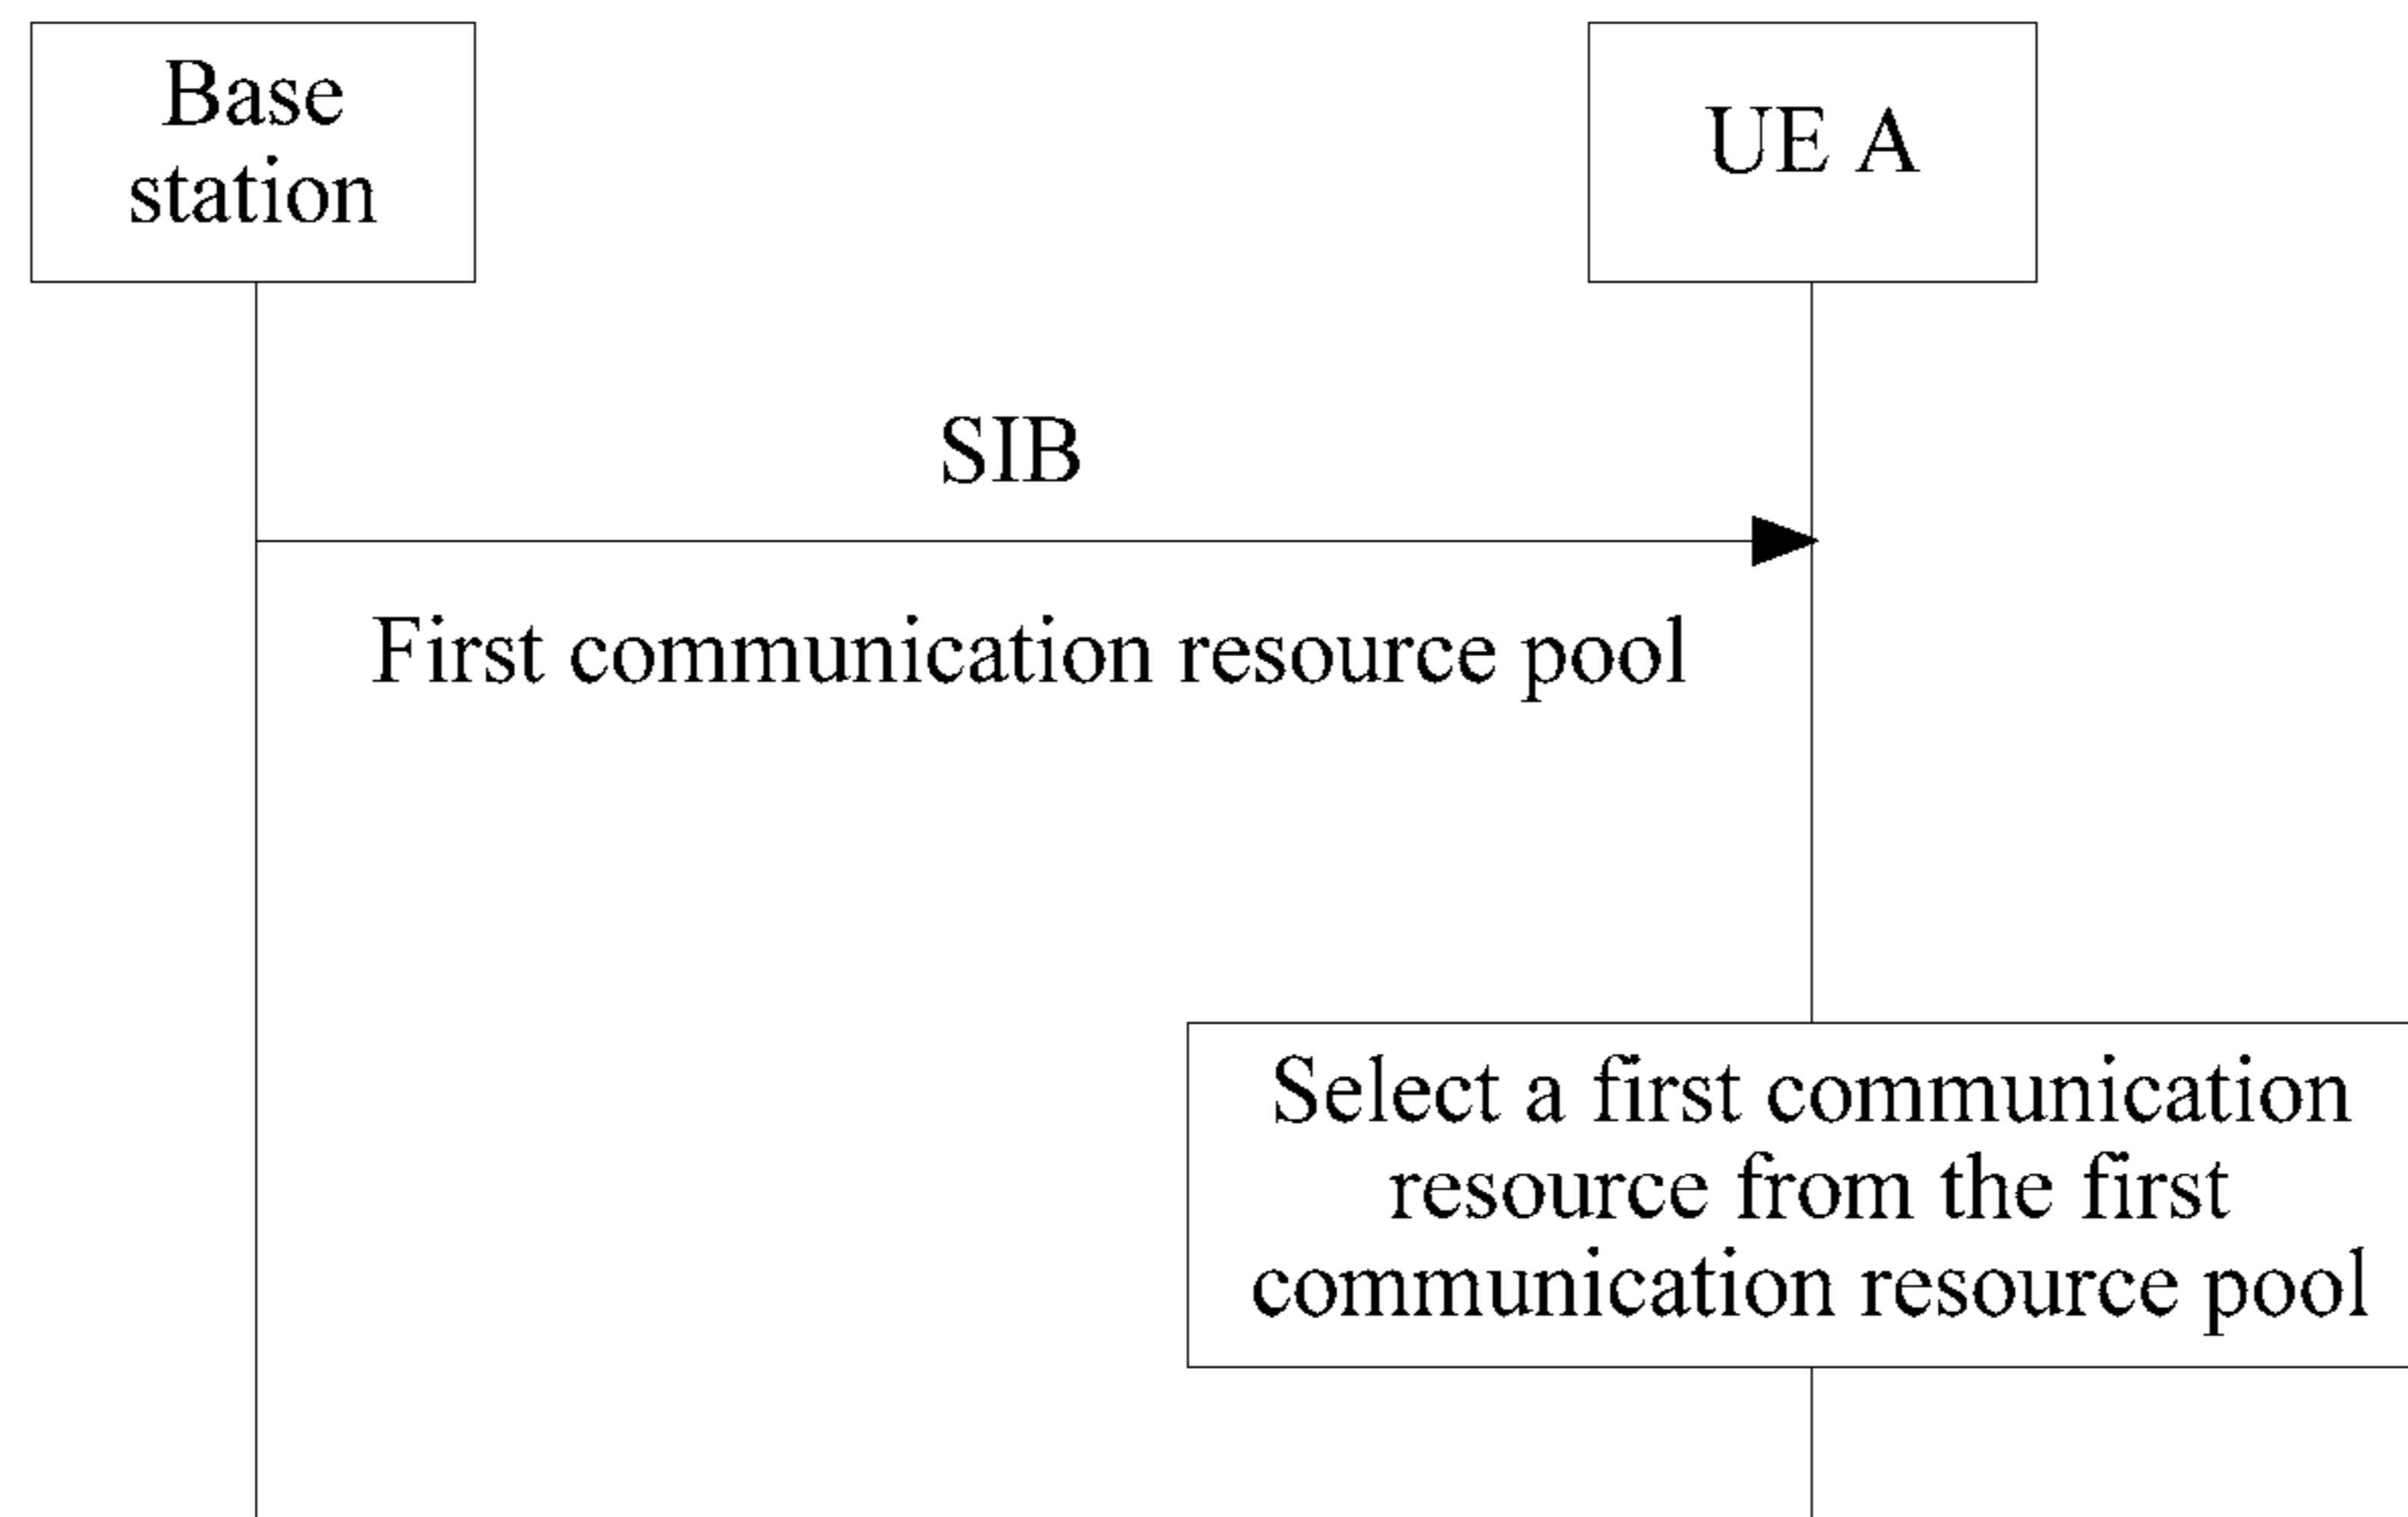 Base
station
UE A
SIB
First communication resource pool
Select a first communication
resource from the first
communication resource pool